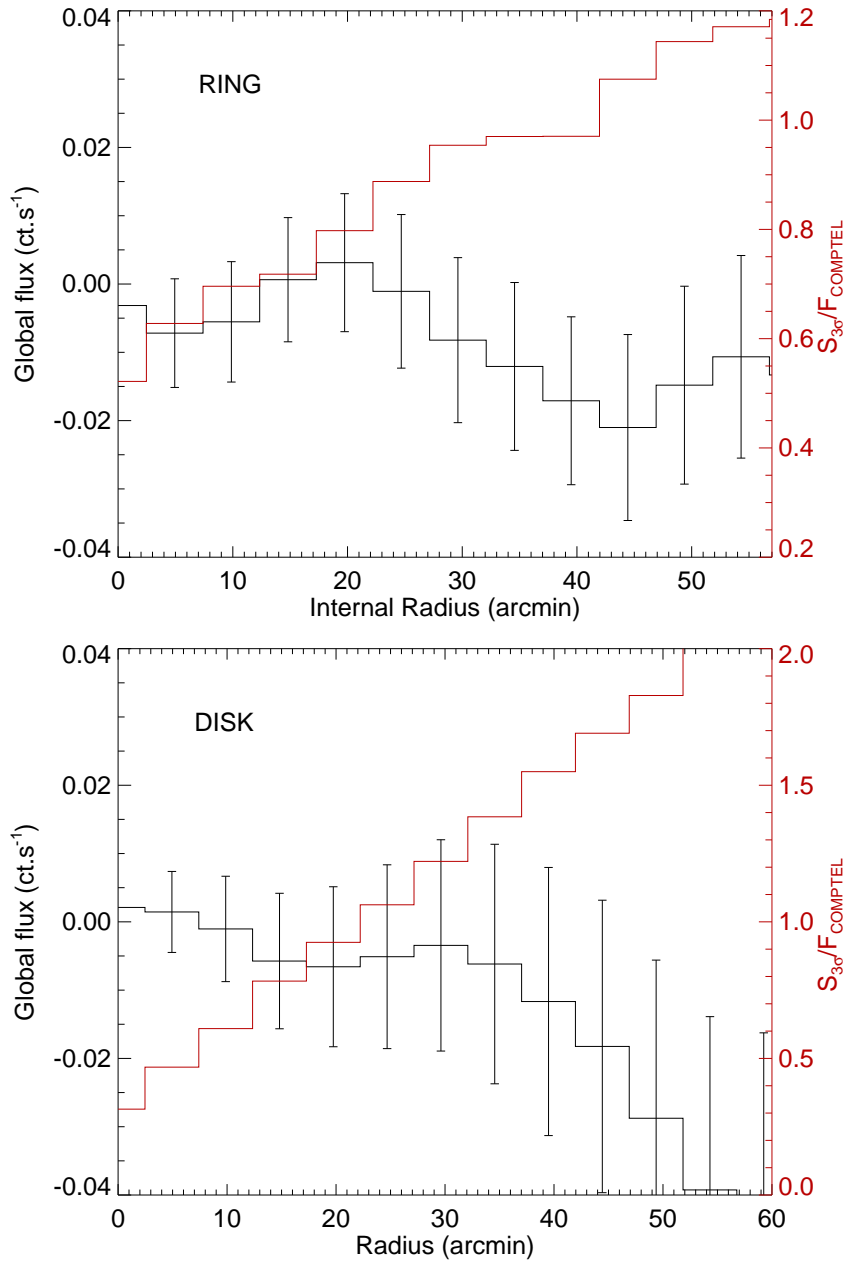 RING
Global flux (ct.s⁻¹)
0.04
0.02
0.00
-0.02
-0.04
0 10 20 30 40 50
Internal Radius (arcmin)
1.2
1.0
0.8
0.6
0.4
0.2
S3σ/FCOMPTEL
DISK
Global flux (ct.s⁻¹)
0.04
0.02
0.00
-0.02
-0.04
0 10 20 30 40 50 60
Radius (arcmin)
2.0
1.5
1.0
0.5
0.0
S3σ/FCOMPTEL